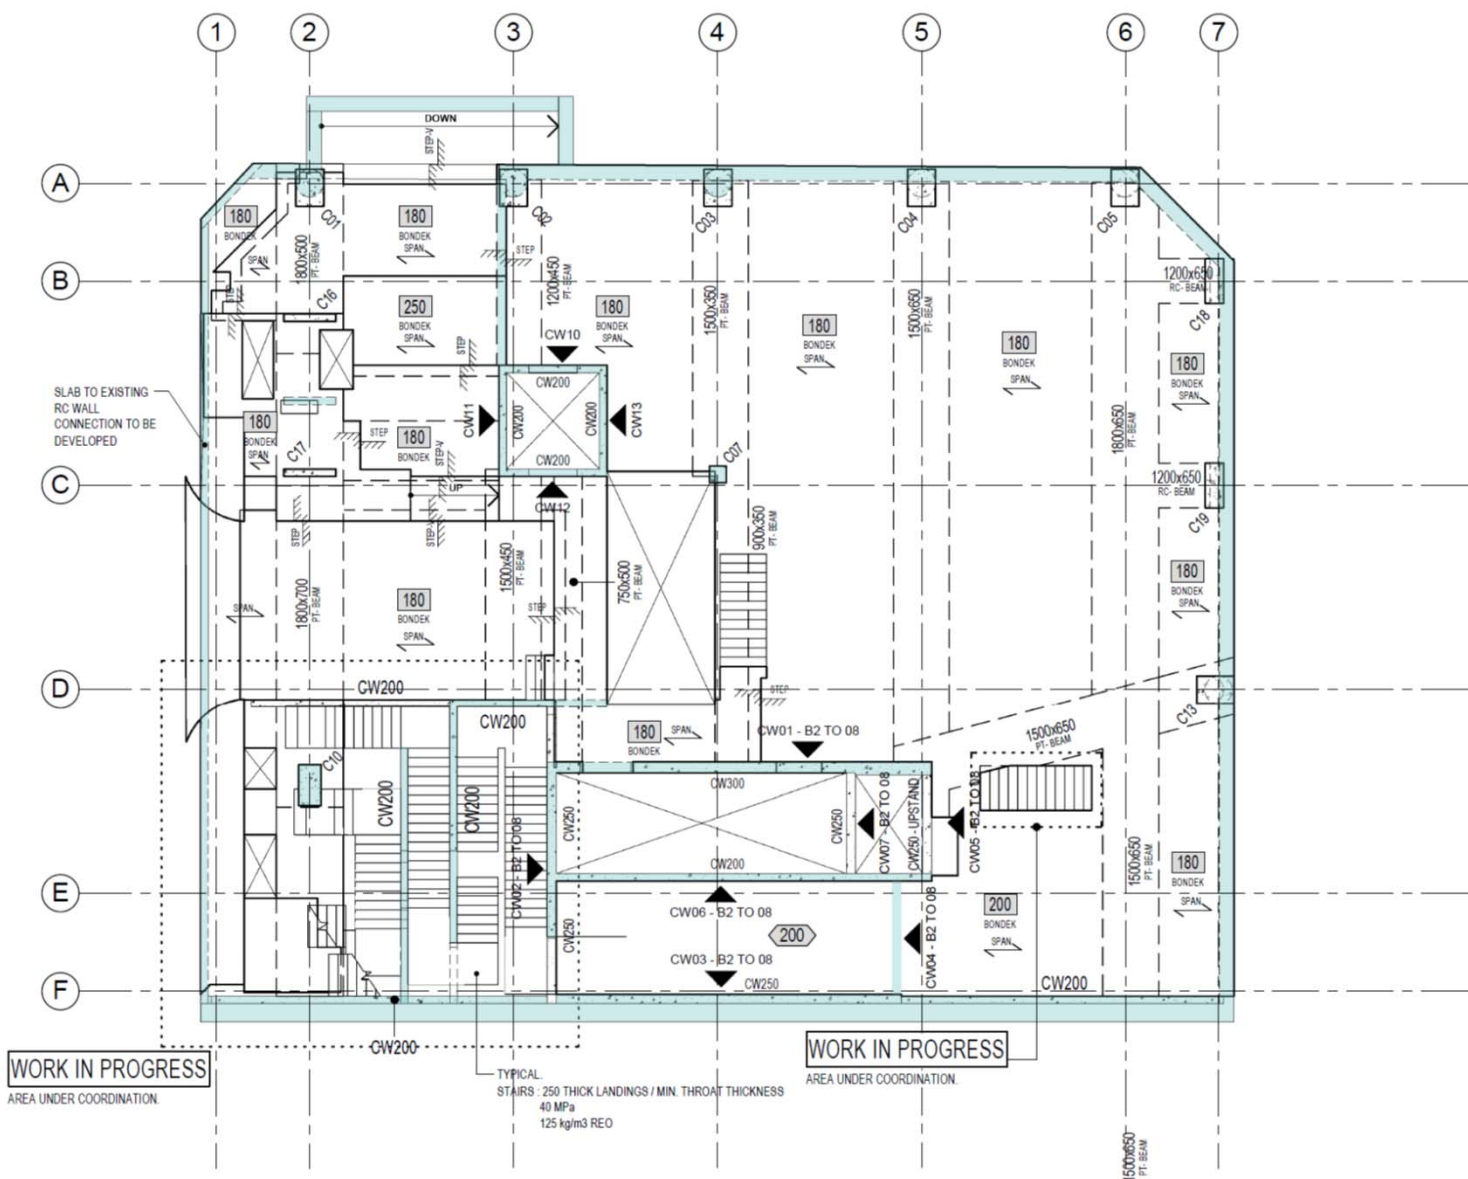 1
2
3
4
5
6
7
DOWN
STEP-V
A
C01
C02
C03
C04
C05
180
BONDEK
SPAN
180
BONDEK
SPAN
1800x500
PT- BEAM
STEP
B
1200x450
PT- BEAM
1500x350
PT- BEAM
1500x650
PT- BEAM
1200x650
RC- BEAM
C18
STEP
C16
250
BONDEK
SPAN
180
BONDEK
SPAN
180
BONDEK
SPAN
180
BONDEK
SPAN
180
BONDEK
SPAN
STEP
CW10
CW200
CW11
CW200
CW200
CW13
CW200
CW12
SLAB TO EXISTING
RC WALL
CONNECTION TO BE
DEVELOPED
180
BONDEK
SPAN
STEP
180
BONDEK
STEP-V
C17
C07
1800x650
PT- BEAM
1200x650
RC- BEAM
C19
C
UP
STEP
STEP-V
900x350
PT- BEAM
1500x450
PT- BEAM
750x500
PT- BEAM
180
BONDEK
SPAN
1800x700
PT- BEAM
SPAN
180
BONDEK
SPAN
STEP
D
CW200
CW200
STEP
C13
180
BONDEK
SPAN
CW01 - B2 TO 08
1500x650
PT- BEAM
C10
CW200
CW200
CW300
CW250
CW250
CW200
CW02 - B2 TO 08
CW07 - B2 TO 08
CW250 - UPSTAND
CW05 - B2 TO 08
1500x650
PT- BEAM
180
BONDEK
SPAN
E
CW06 - B2 TO 08
200
CW03 - B2 TO 08
CW250
CW250
CW04 - B2 TO 08
200
BONDEK
SPAN
CW200
F
CW200
WORK IN PROGRESS
AREA UNDER COORDINATION.
TYPICAL.
STAIRS : 250 THICK LANDINGS / MIN. THROAT THICKNESS
40 MPa
125 kg/m3 REO
WORK IN PROGRESS
AREA UNDER COORDINATION.
1500x650
PT- BEAM